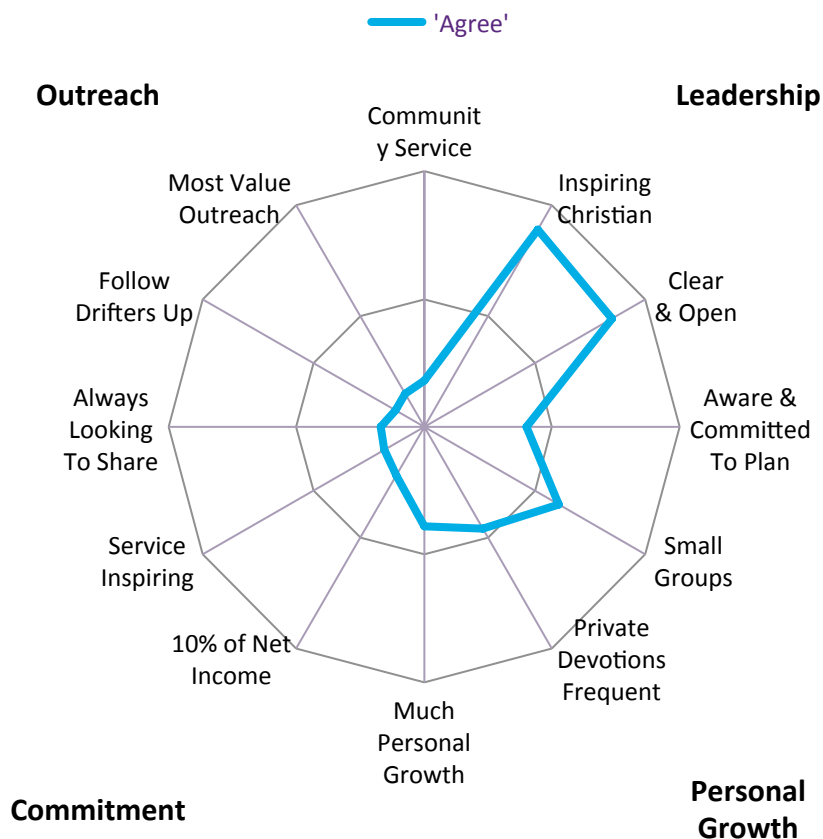 'Agree'
Outreach
Leadership
Communit
y Service
Most Value
Outreach
Inspiring
Christian
Follow
Drifters Up
Clear
& Open
Always
Looking
To Share
Aware &
Committed
To Plan
Service
Inspiring
Small
Groups
10% of Net
Income
Private
Devotions
Frequent
Much
Personal
Growth
Commitment
Personal
Growth